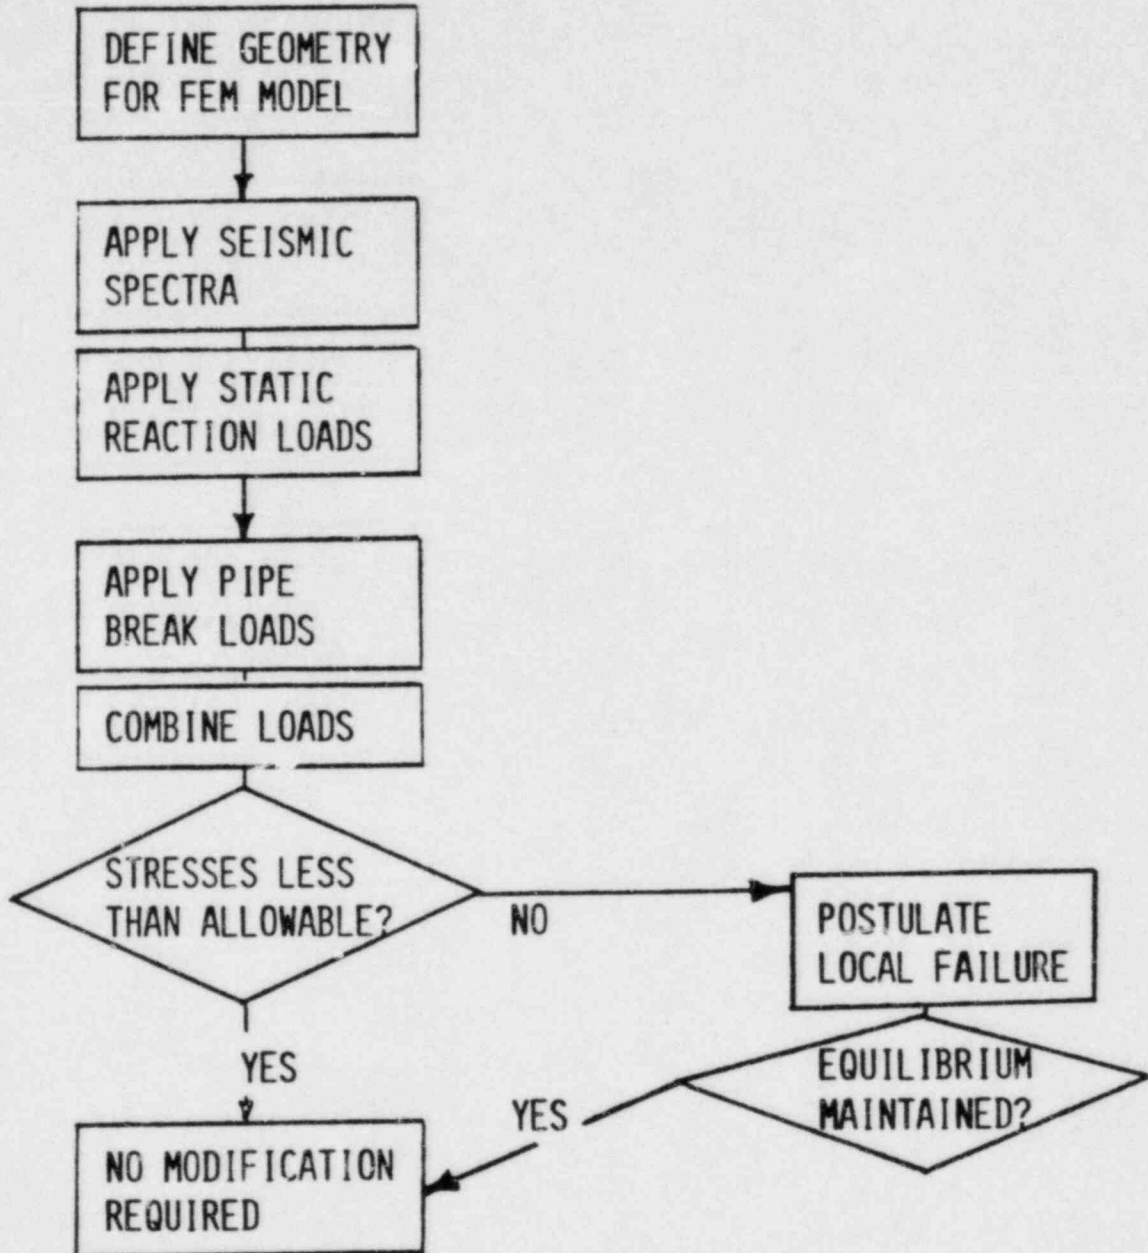 DEFINE GEOMETRY
FOR FEM MODEL
APPLY SEISMIC
SPECTRA
APPLY STATIC
REACTION LOADS
APPLY PIPE
BREAK LOADS
COMBINE LOADS
STRESSES LESS
THAN ALLOWABLE?
NO
POSTULATE
LOCAL FAILURE
YES
EQUILIBRIUM
MAINTAINED?
YES
NO MODIFICATION
REQUIRED